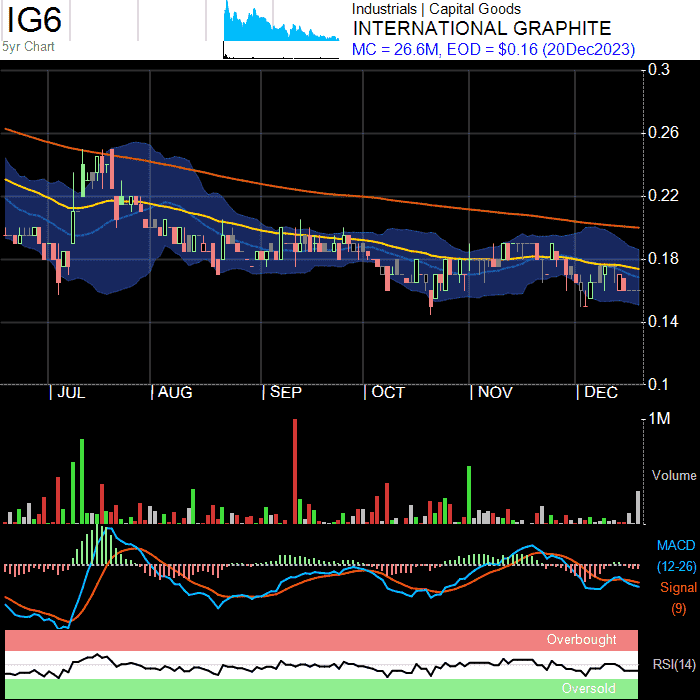 IG6
5yr Chart
Industrials | Capital Goods
INTERNATIONAL GRAPHITE
MC = 26.6M, EOD = $0.16 (20Dec2023)
0.3
0.26
0.22
0.18
0.14
0.1
| JUL | AUG | SEP | OCT | NOV | DEC
1M
Volume
MACD
(12-26)
Signal
(9)
Overbought
RSI(14)
Oversold